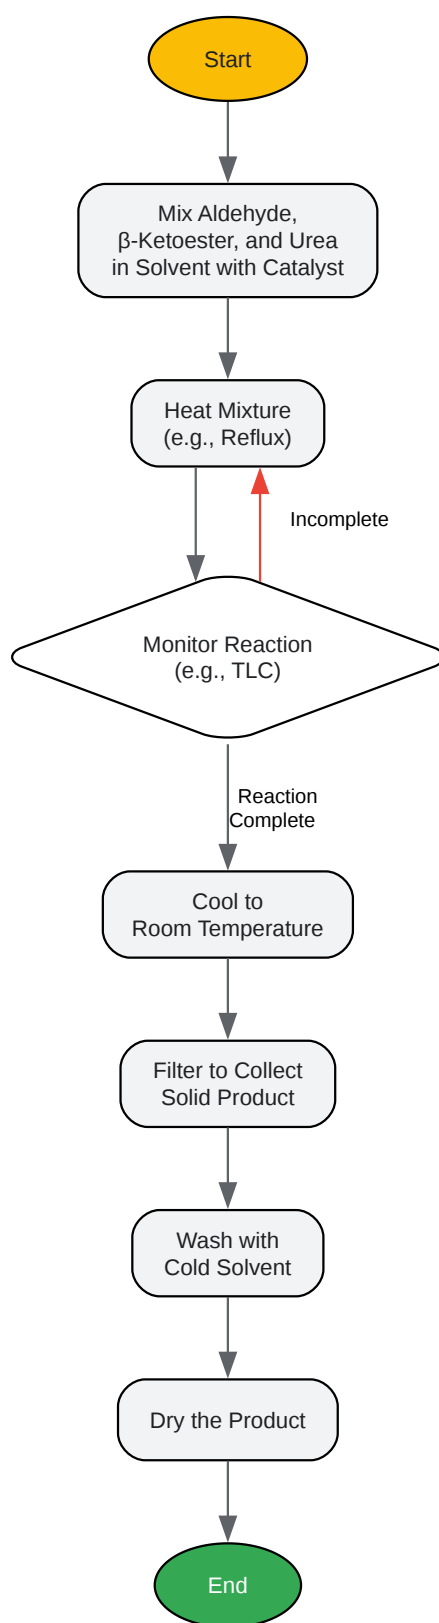 Start
Mix Aldehyde,
β-Ketoester, and Urea
in Solvent with Catalyst
Heat Mixture
(e.g., Reflux)
Incomplete
Monitor Reaction
(e.g., TLC)
Reaction
Complete
Cool to
Room Temperature
Filter to Collect
Solid Product
Wash with
Cold Solvent
Dry the Product
End